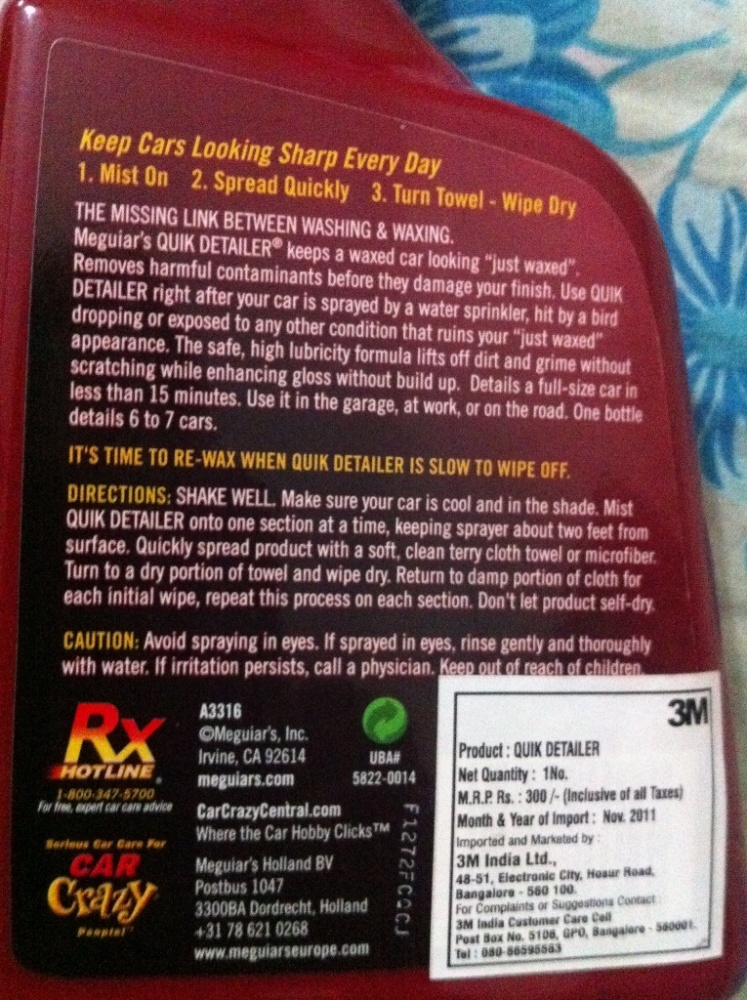 Keep Cars Looking Sharp Every Day
1. Mist On 2. Spread Quickly 3. Turn Towel - Wipe Dry
THE MISSING LINK BETWEEN WASHING & WAXING.
Meguiar's QUIK DETAILER® keeps a waxed car looking "just waxed".
Removes harmful contaminants before they damage your finish. Use QUIK
DETAILER right after your car is sprayed by a water sprinkler, hit by a bird
dropping or exposed to any other condition that ruins your "just waxed"
appearance. The safe, high lubricity formula lifts off dirt and grime without
scratching while enhancing gloss without build up. Details a full-size car in
less than 15 minutes. Use it in the garage, at work, or on the road. One bottle
details 6 to 7 cars.
IT'S TIME TO RE-WAX WHEN QUIK DETAILER IS SLOW TO WIPE OFF.
DIRECTIONS: SHAKE WELL. Make sure your car is cool and in the shade. Mist
QUIK DETAILER onto one section at a time, keeping sprayer about two feet from
surface. Quickly spread product with a soft, clean terry cloth towel or microfiber.
Turn to a dry portion of towel and wipe dry. Return to damp portion of cloth for
each initial wipe, repeat this process on each section. Don't let product self-dry.
CAUTION: Avoid spraying in eyes. If sprayed in eyes, rinse gently and thoroughly
with water. If irritation persists, call a physician. Keep out of reach of children.
Rx
HOTLINE®
1-800-347-5700
For free, expert car care advice
Serious Car Care For
CAR
Crazy
People!™
A3316
©Meguiar's, Inc.
Irvine, CA 92614
meguiars.com
CarCrazyCentral.com
Where the Car Hobby Clicks™
Meguiar's Holland BV
Postbus 1047
3300BA Dordrecht, Holland
+31 78 621 0268
www.meguiarseurope.com
UBA#
5822-0014
3M
Product : QUIK DETAILER
Net Quantity : 1No.
M.R.P. Rs. : 300/- (Inclusive of all Taxes)
Month & Year of Import : Nov. 2011
Imported and Marketed by :
3M India Ltd.,
48-51, Electronic City, Hosur Road,
Bangalore - 560 100.
For Complaints or Suggestions Contact :
3M India Customer Care Cell
Post Box No. 5108, GPO, Bangalore - 560001.
Tel :